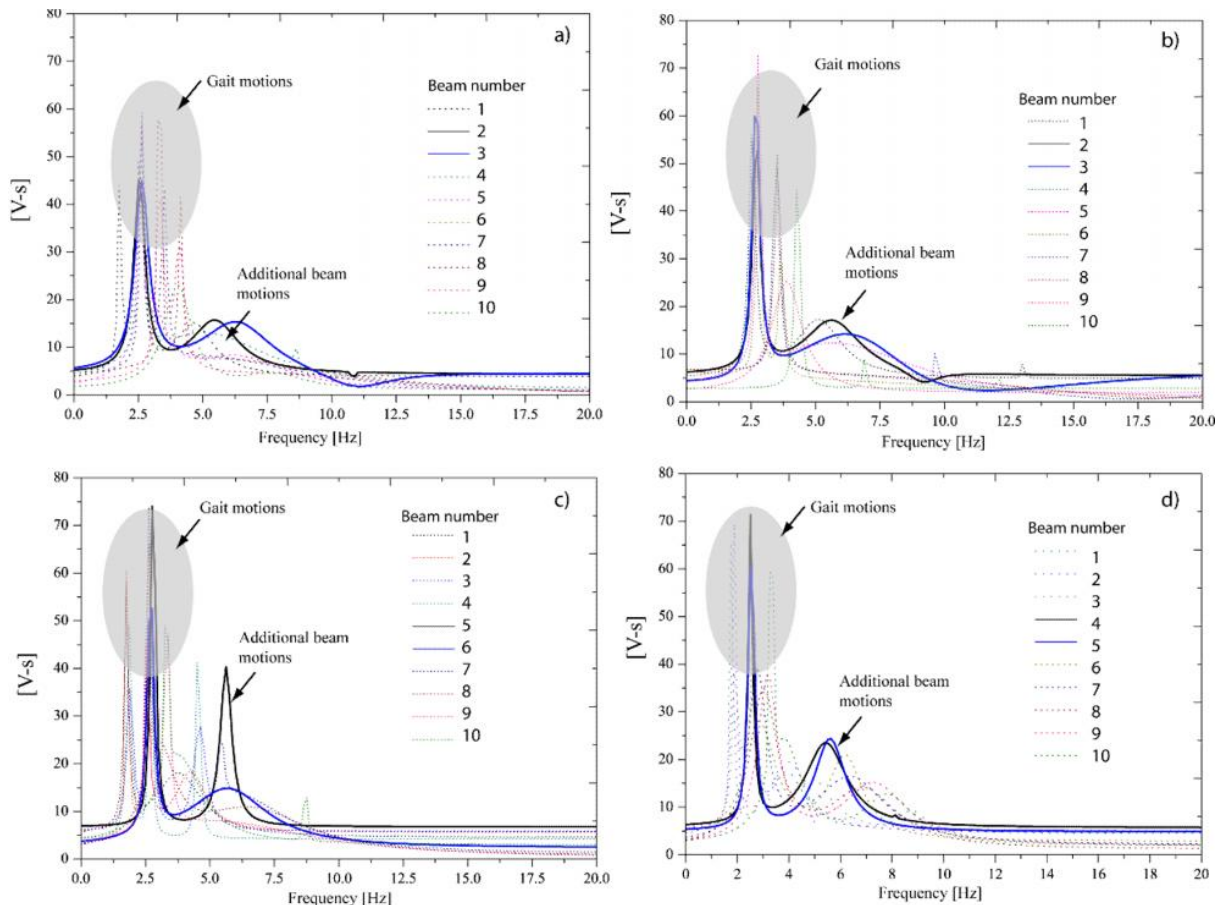 a)
80
70
60
50
40
30
20
10
0
[V-s]
Gait motions
Beam number
1
2
3
4
5
6
7
8
9
10
Additional beam
motions
0.0 2.5 5.0 7.5 10.0 12.5 15.0 17.5 20.0
Frequency [Hz]
b)
80
70
60
50
40
30
20
10
0
[V-s]
Gait motions
Beam number
1
2
3
4
5
6
7
8
9
10
Additional beam
motions
0.0 2.5 5.0 7.5 10.0 12.5 15.0 17.5 20.0
Frequency [Hz]
c)
80
70
60
50
40
30
20
10
0
[V-s]
Gait motions
Beam number
1
2
3
4
5
6
7
8
9
10
Additional beam
motions
0.0 2.5 5.0 7.5 10.0 12.5 15.0 17.5 20.0
Frequency [Hz]
d)
80
70
60
50
40
30
20
10
0
[V-s]
Gait motions
Beam number
1
2
3
4
5
6
7
8
9
10
Additional beam
motions
0 2 4 6 8 10 12 14 16 18 20
Frequency [Hz]